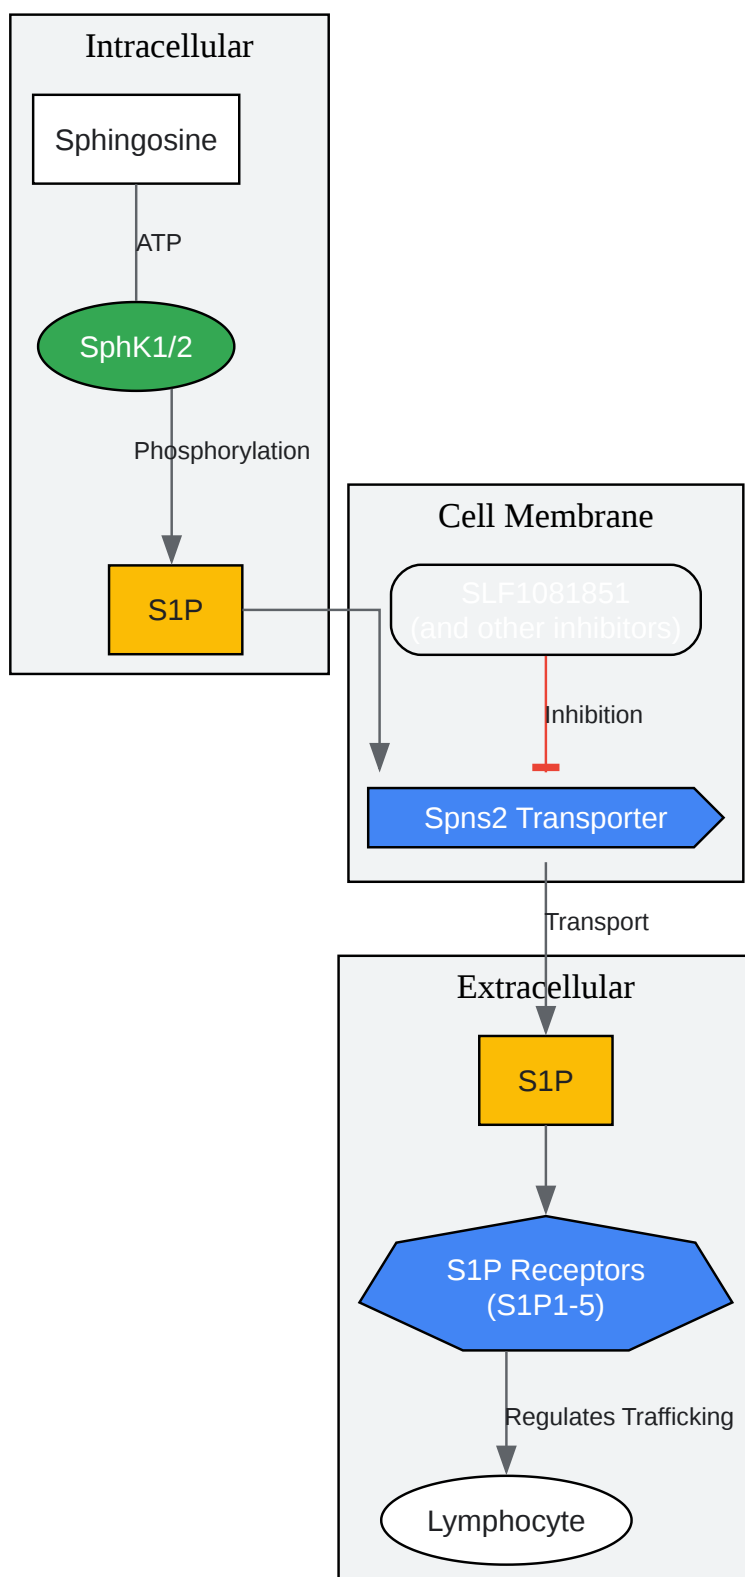 Intracellular
Sphingosine
ATP
SphK1/2
Phosphorylation
S1P
Cell Membrane
SLF1081851
(and other inhibitors)
Inhibition
Spns2 Transporter
Transport
Extracellular
S1P
S1P Receptors
(S1P1-5)
Regulates Trafficking
Lymphocyte